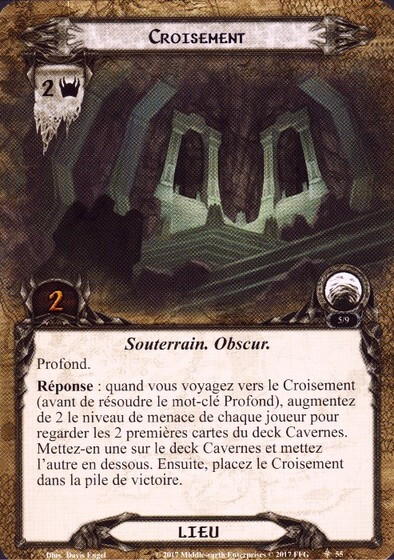 CROISEMENT
2
2
5/9
Souterrain. Obscur.
Profond.
Réponse : quand vous voyagez vers le Croisement
(avant de résoudre le mot-clé Profond), augmentez
de 2 le niveau de menace de chaque joueur pour
regarder les 2 premières cartes du deck Cavernes.
Mettez-en une sur le deck Cavernes et mettez
l'autre en dessous. Ensuite, placez le Croisement
dans la pile de victoire.
LIEU
Illus. Davis Engel © 2017 Middle-earth Enterprises © 2017 FFG 55